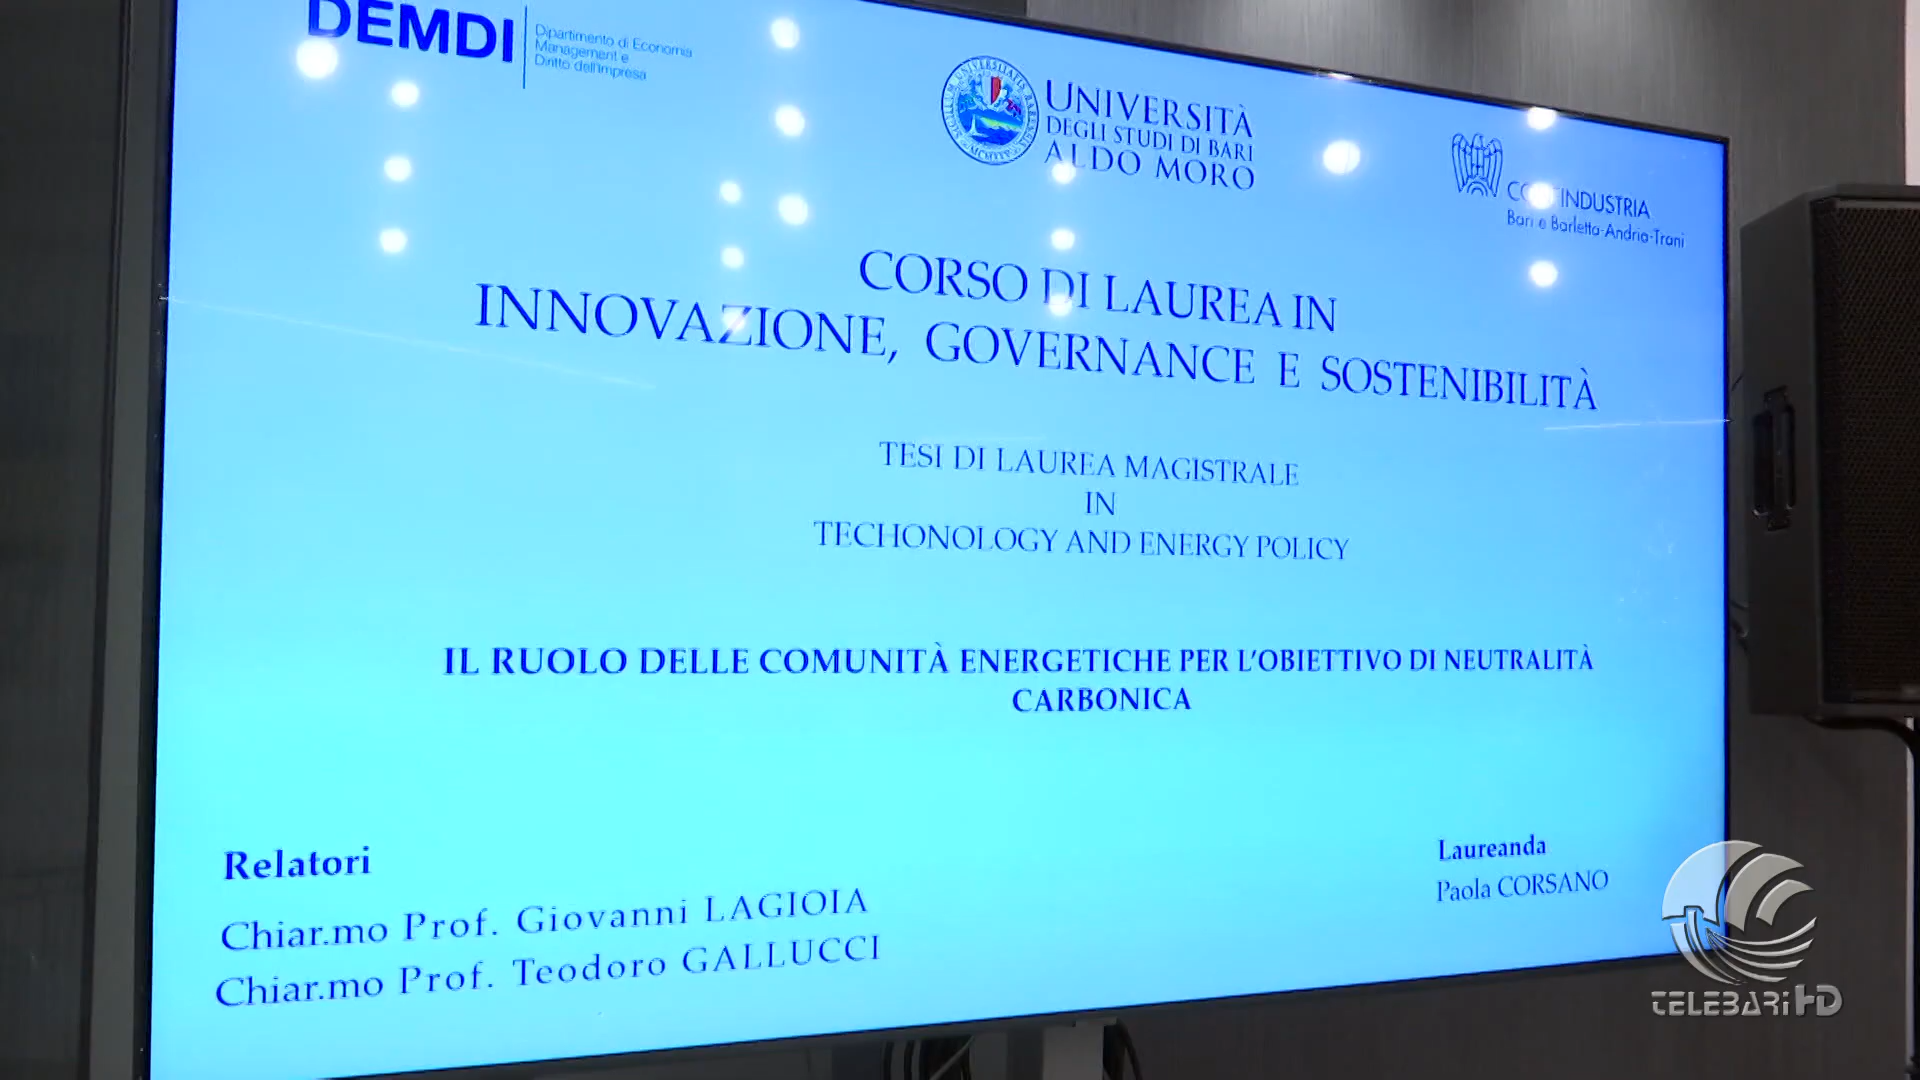 DEMDI
Dipartimento di Economia
Management e
Diritto dell'Impresa
UNIVERSITÀ
DEGLI STUDI DI BARI
ALDO MORO
INDUSTRIA
Bari e Barletta-Andria-Trani
CORSO DI LAUREA IN
INNOVAZIONE, GOVERNANCE E SOSTENIBILITÀ
TESI DI LAUREA MAGISTRALE
IN
TECHONOLOGY AND ENERGY POLICY
IL RUOLO DELLE COMUNITÀ ENERGETICHE PER L'OBIETTIVO DI NEUTRALITÀ
CARBONICA
Relatori
Chiar.mo Prof. Giovanni LAGIOIA
Chiar.mo Prof. Teodoro GALLUCCI
Laureanda
Paola CORSANO
TELEBARI HD